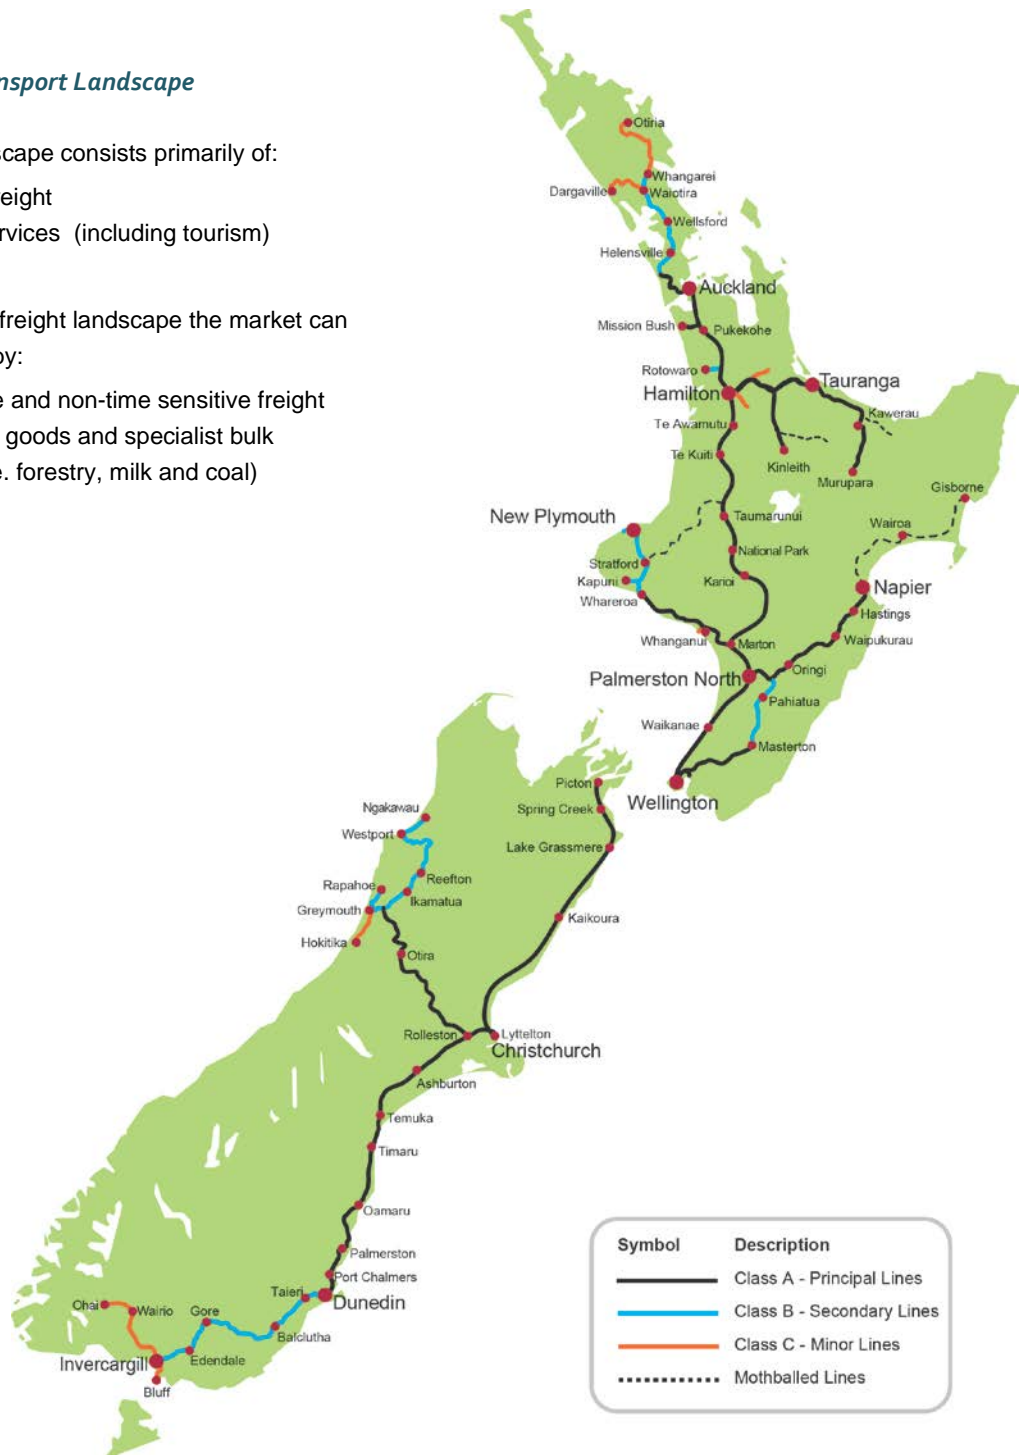 nsport Landscape
scape consists primarily of:
reight
rvices (including tourism)
freight landscape the market can
by:
e and non-time sensitive freight
goods and specialist bulk
e. forestry, milk and coal)
Otiria
Whangarei
Dargaville
Waiotira
Wellsford
Helensville
Auckland
Mission Bush
Pukekohe
Rotowaro
Hamilton
Tauranga
Kawerau
Te Awamutu
Te Kuiti
Kinleith
Murupara
Gisborne
New Plymouth
Taumarunui
Wairoa
National Park
Stratford
Kapuni
Karioi
Napier
Whareroa
Hastings
Whanganui
Marton
Waipukurau
Palmerston North
Oringi
Pahiatua
Waikanae
Masterton
Wellington
Picton
Ngakawau
Spring Creek
Westport
Lake Grassmere
Reefton
Rapahoe
Ikamatua
Greymouth
Kaikoura
Hokitika
Otira
Rolleston
Lyttelton
Christchurch
Ashburton
Temuka
Timaru
Oamaru
Palmerston
Port Chalmers
Taieri
Dunedin
Ohai
Wairio
Gore
Balclutha
Invercargill
Edendale
Bluff
Symbol Description
Class A - Principal Lines
Class B - Secondary Lines
Class C - Minor Lines
Mothballed Lines